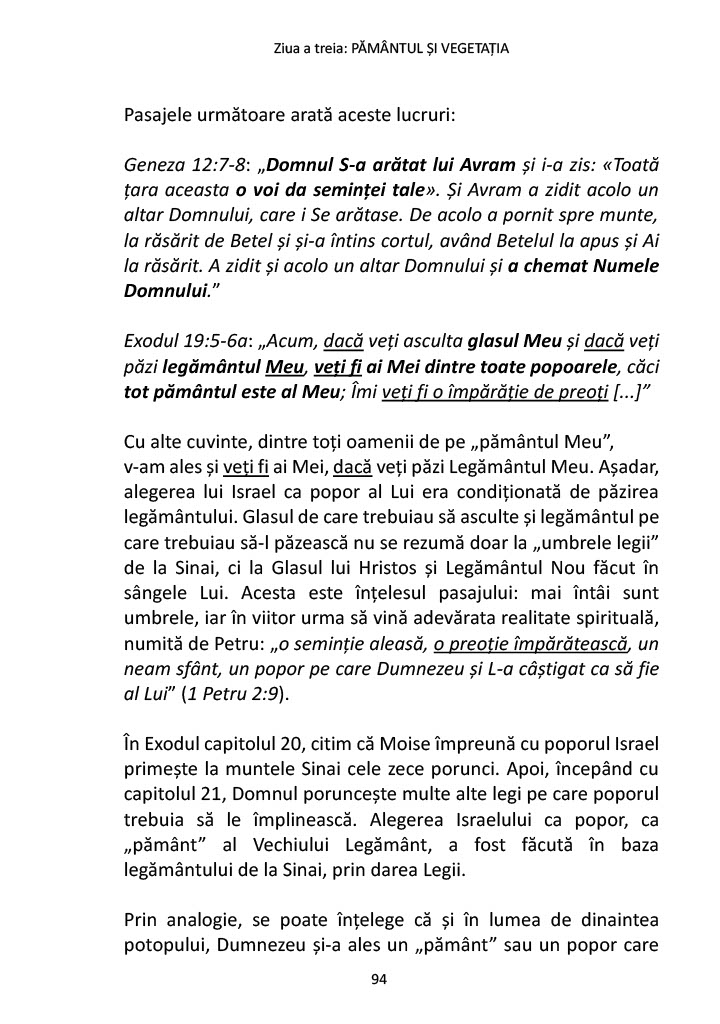 Ziua a treia: PĂMÂNTUL ȘI VEGETAȚIA
Pasajele următoare arată aceste lucruri:
Geneza 12:7-8: „Domnul S-a arătat lui Avram și i-a zis: «Toată
țara aceasta o voi da seminței tale». Și Avram a zidit acolo un
altar Domnului, care i Se arătase. De acolo a pornit spre munte,
la răsărit de Betel și și-a întins cortul, având Betelul la apus și Ai
la răsărit. A zidit și acolo un altar Domnului și a chemat Numele
Domnului.”
Exodul 19:5-6a: „Acum, dacă veți asculta glasul Meu și dacă veți
păzi legământul Meu, veți fi ai Mei dintre toate popoarele, căci
tot pământul este al Meu; Îmi veți fi o împărăție de preoți [...]”
Cu alte cuvinte, dintre toți oamenii de pe „pământul Meu”,
v-am ales și veți fi ai Mei, dacă veți păzi Legământul Meu. Așadar,
alegerea lui Israel ca popor al Lui era condiționată de păzirea
legământului. Glasul de care trebuiau să asculte și legământul pe
care trebuiau să-l păzească nu se rezumă doar la „umbrele legii”
de la Sinai, ci la Glasul lui Hristos și Legământul Nou făcut în
sângele Lui. Acesta este înțelesul pasajului: mai întâi sunt
umbrele, iar în viitor urma să vină adevărata realitate spirituală,
numită de Petru: „o seminție aleasă, o preoție împărătească, un
neam sfânt, un popor pe care Dumnezeu și L-a câștigat ca să fie
al Lui” (1 Petru 2:9).
În Exodul capitolul 20, citim că Moise împreună cu poporul Israel
primește la muntele Sinai cele zece porunci. Apoi, începând cu
capitolul 21, Domnul poruncește multe alte legi pe care poporul
trebuia să le împlinească. Alegerea Israelului ca popor, ca
„pământ” al Vechiului Legământ, a fost făcută în baza
legământului de la Sinai, prin darea Legii.
Prin analogie, se poate înțelege că și în lumea de dinaintea
potopului, Dumnezeu și-a ales un „pământ” sau un popor care
94